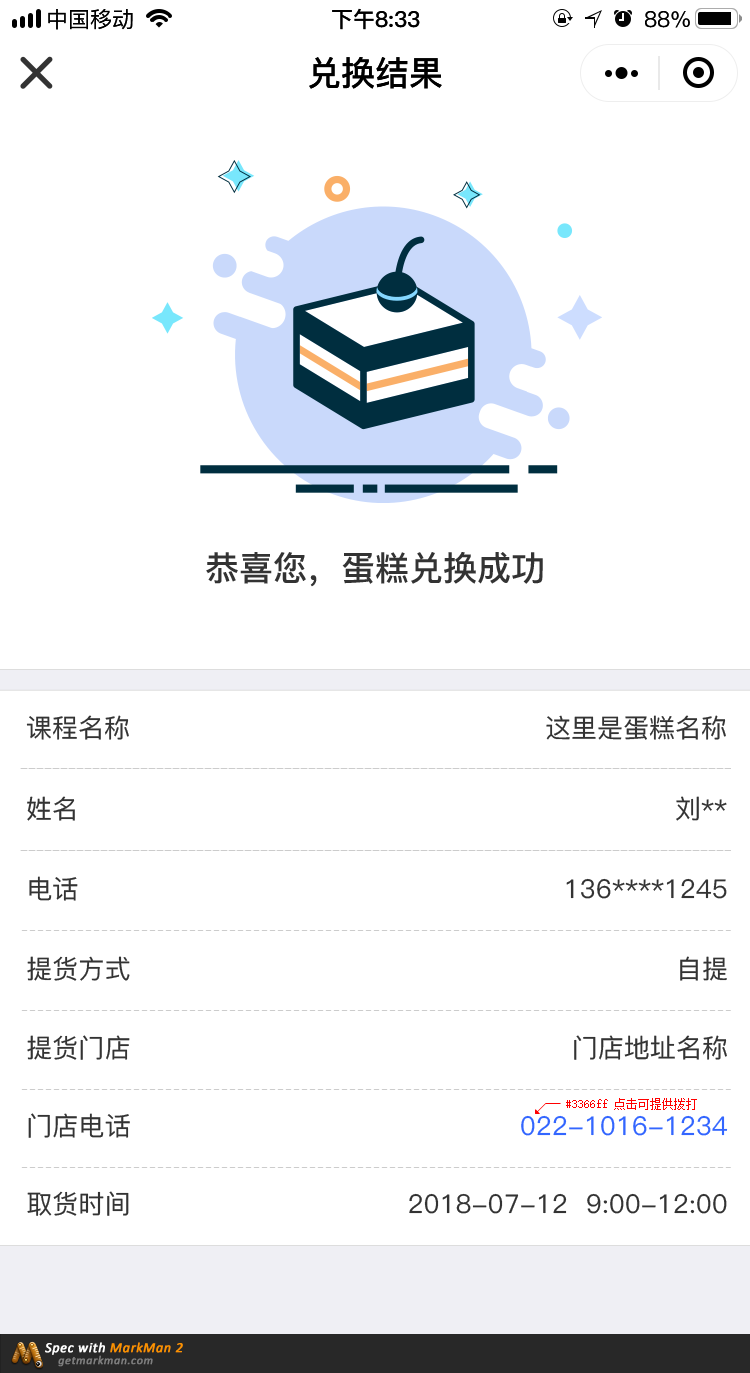 中国移动 下午8:33 88%
兑换结果
恭喜您，蛋糕兑换成功
课程名称 这里是蛋糕名称
姓名 刘**
电话 136****1245
提货方式 自提
提货门店 门店地址名称
#3366ff 点击可提供拨打
门店电话 022-1016-1234
取货时间 2018-07-12 9:00-12:00
Spec with MarkMan 2
getmarkman.com